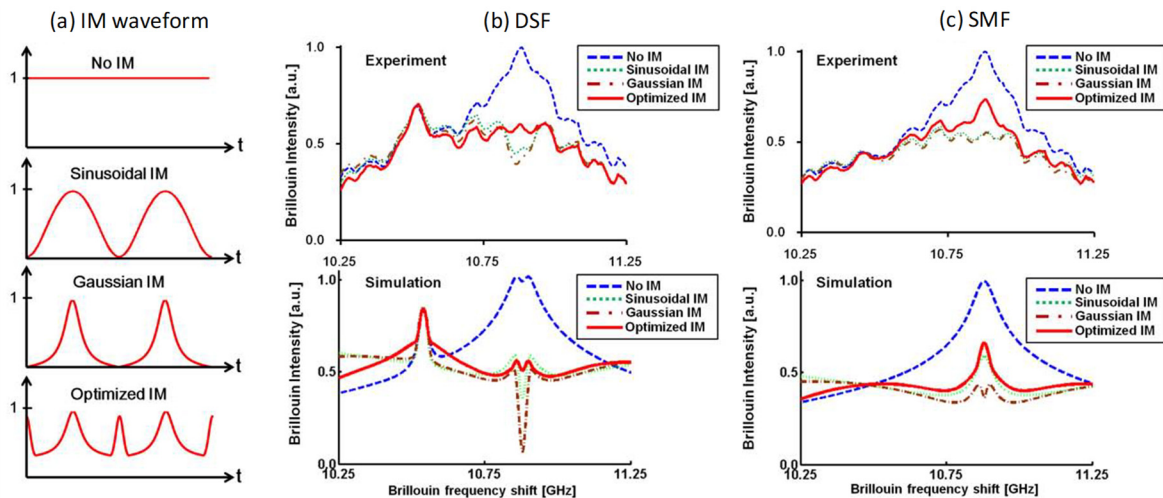 (a) IM waveform
No IM
1
t
Sinusoidal IM
1
t
Gaussian IM
1
t
Optimized IM
1
t
(b) DSF
Experiment
No IM
Sinusoidal IM
Gaussian IM
Optimized IM
Brillouin Intensity [a.u.]
1.0
0.5
0.0
10.25 10.75 11.25
Simulation
No IM
Sinusoidal IM
Gaussian IM
Optimized IM
Brillouin Intensity [a.u.]
1.0
0.5
0.0
10.25 10.75 11.25
Brillouin frequency shift [GHz]
(c) SMF
Experiment
No IM
Sinusoidal IM
Gaussian IM
Optimized IM
Brillouin Intensity [a.u.]
1.0
0.5
0.0
10.25 10.75 11.25
Simulation
No IM
Sinusoidal IM
Gaussian IM
Optimized IM
Brillouin Intensity [a.u.]
1.0
0.5
0.0
10.25 10.75 11.25
Brillouin frequency shift [GHz]